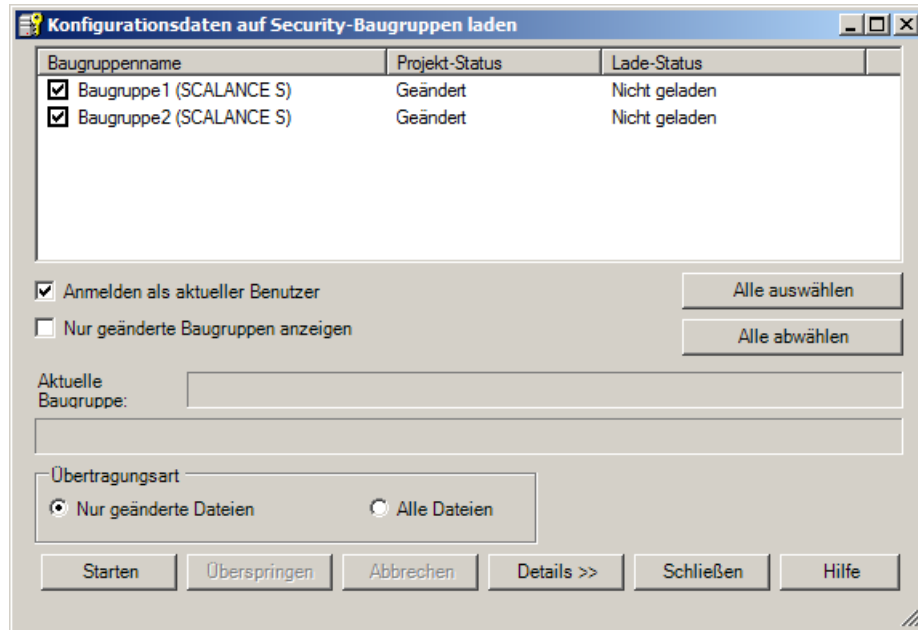 Konfigurationsdaten auf Security-Baugruppen laden
Baugruppenname Projekt-Status Lade-Status
Baugruppe1 (SCALANCE S) Geändert Nicht geladen
Baugruppe2 (SCALANCE S) Geändert Nicht geladen
Anmelden als aktueller Benutzer Alle auswählen
Nur geänderte Baugruppen anzeigen Alle abwählen
Aktuelle
Baugruppe:
Übertragungsart
Nur geänderte Dateien Alle Dateien
Starten Überspringen Abbrechen Details >> Schließen Hilfe